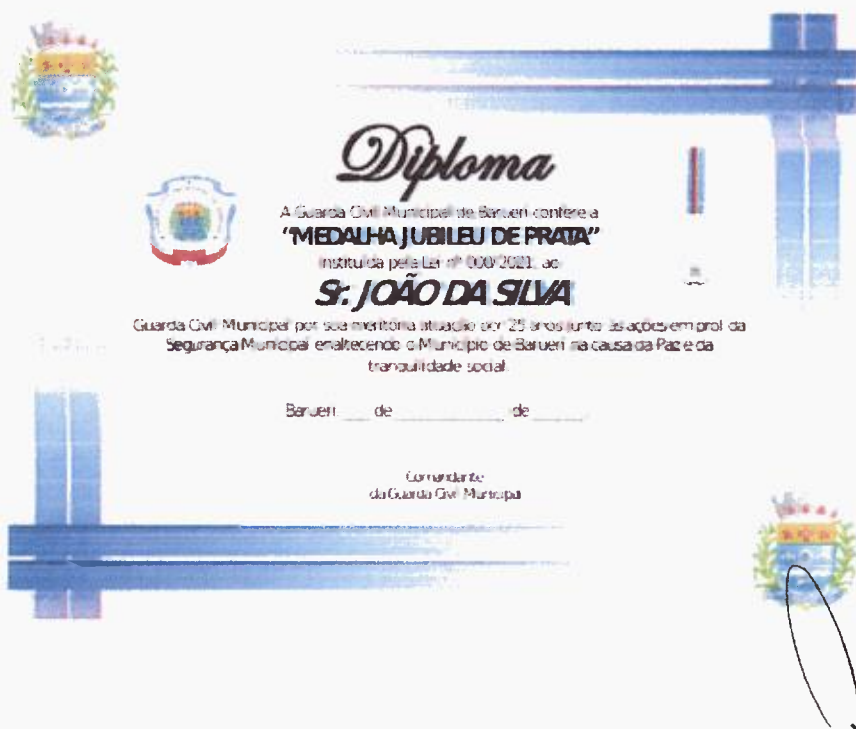 Diploma
A Guarda Civil Municipal de Barueri confere a
"MEDALHA JUBILEU DE PRATA"
instituída pela Lei nº 000/2021, ao
Sr. JOÃO DA SILVA
Guarda Civil Municipal por sua meritória atuação por 25 anos junto às ações em prol da
Segurança Municipal enaltecendo o Município de Barueri na causa da Paz e da
tranquilidade social.
Barueri ___ de ____________ de ______
Comandante
da Guarda Civil Municipal